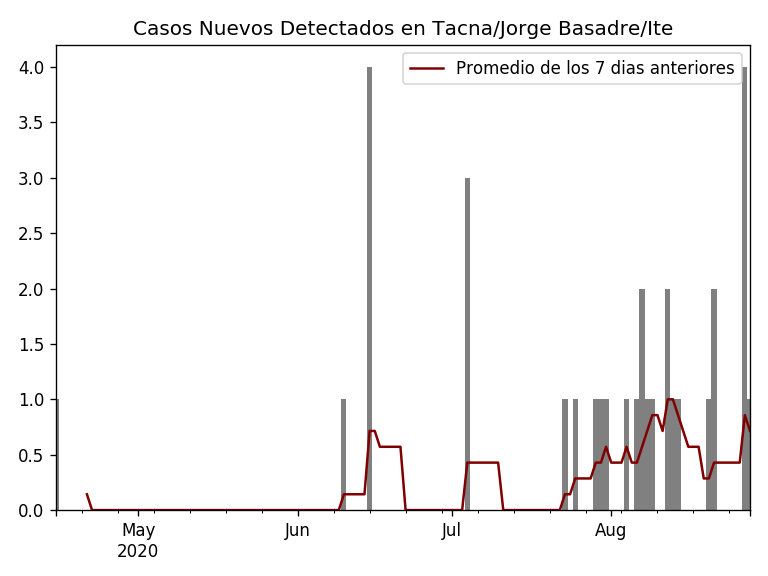 Casos Nuevos Detectados en Tacna/Jorge Basadre/Ite
Promedio de los 7 dias anteriores
4.0
3.5
3.0
2.5
2.0
1.5
1.0
0.5
0.0
May
2020
Jun
Jul
Aug